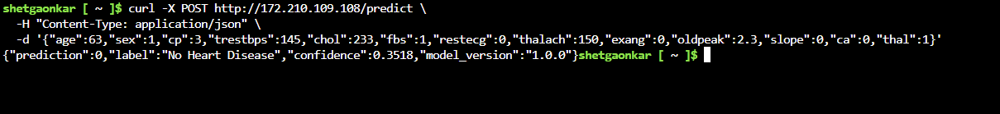 shetgaonkar [ ~ ]$ curl -X POST http://172.210.109.108/predict \
  -H "Content-Type: application/json" \
  -d '{"age":63,"sex":1,"cp":3,"trestbps":145,"chol":233,"fbs":1,"restecg":0,"thalach":150,"exang":0,"oldpeak":2.3,"slope":0,"ca":0,"thal":1}'
{"prediction":0,"label":"No Heart Disease","confidence":0.3518,"model_version":"1.0.0"}shetgaonkar [ ~ ]$